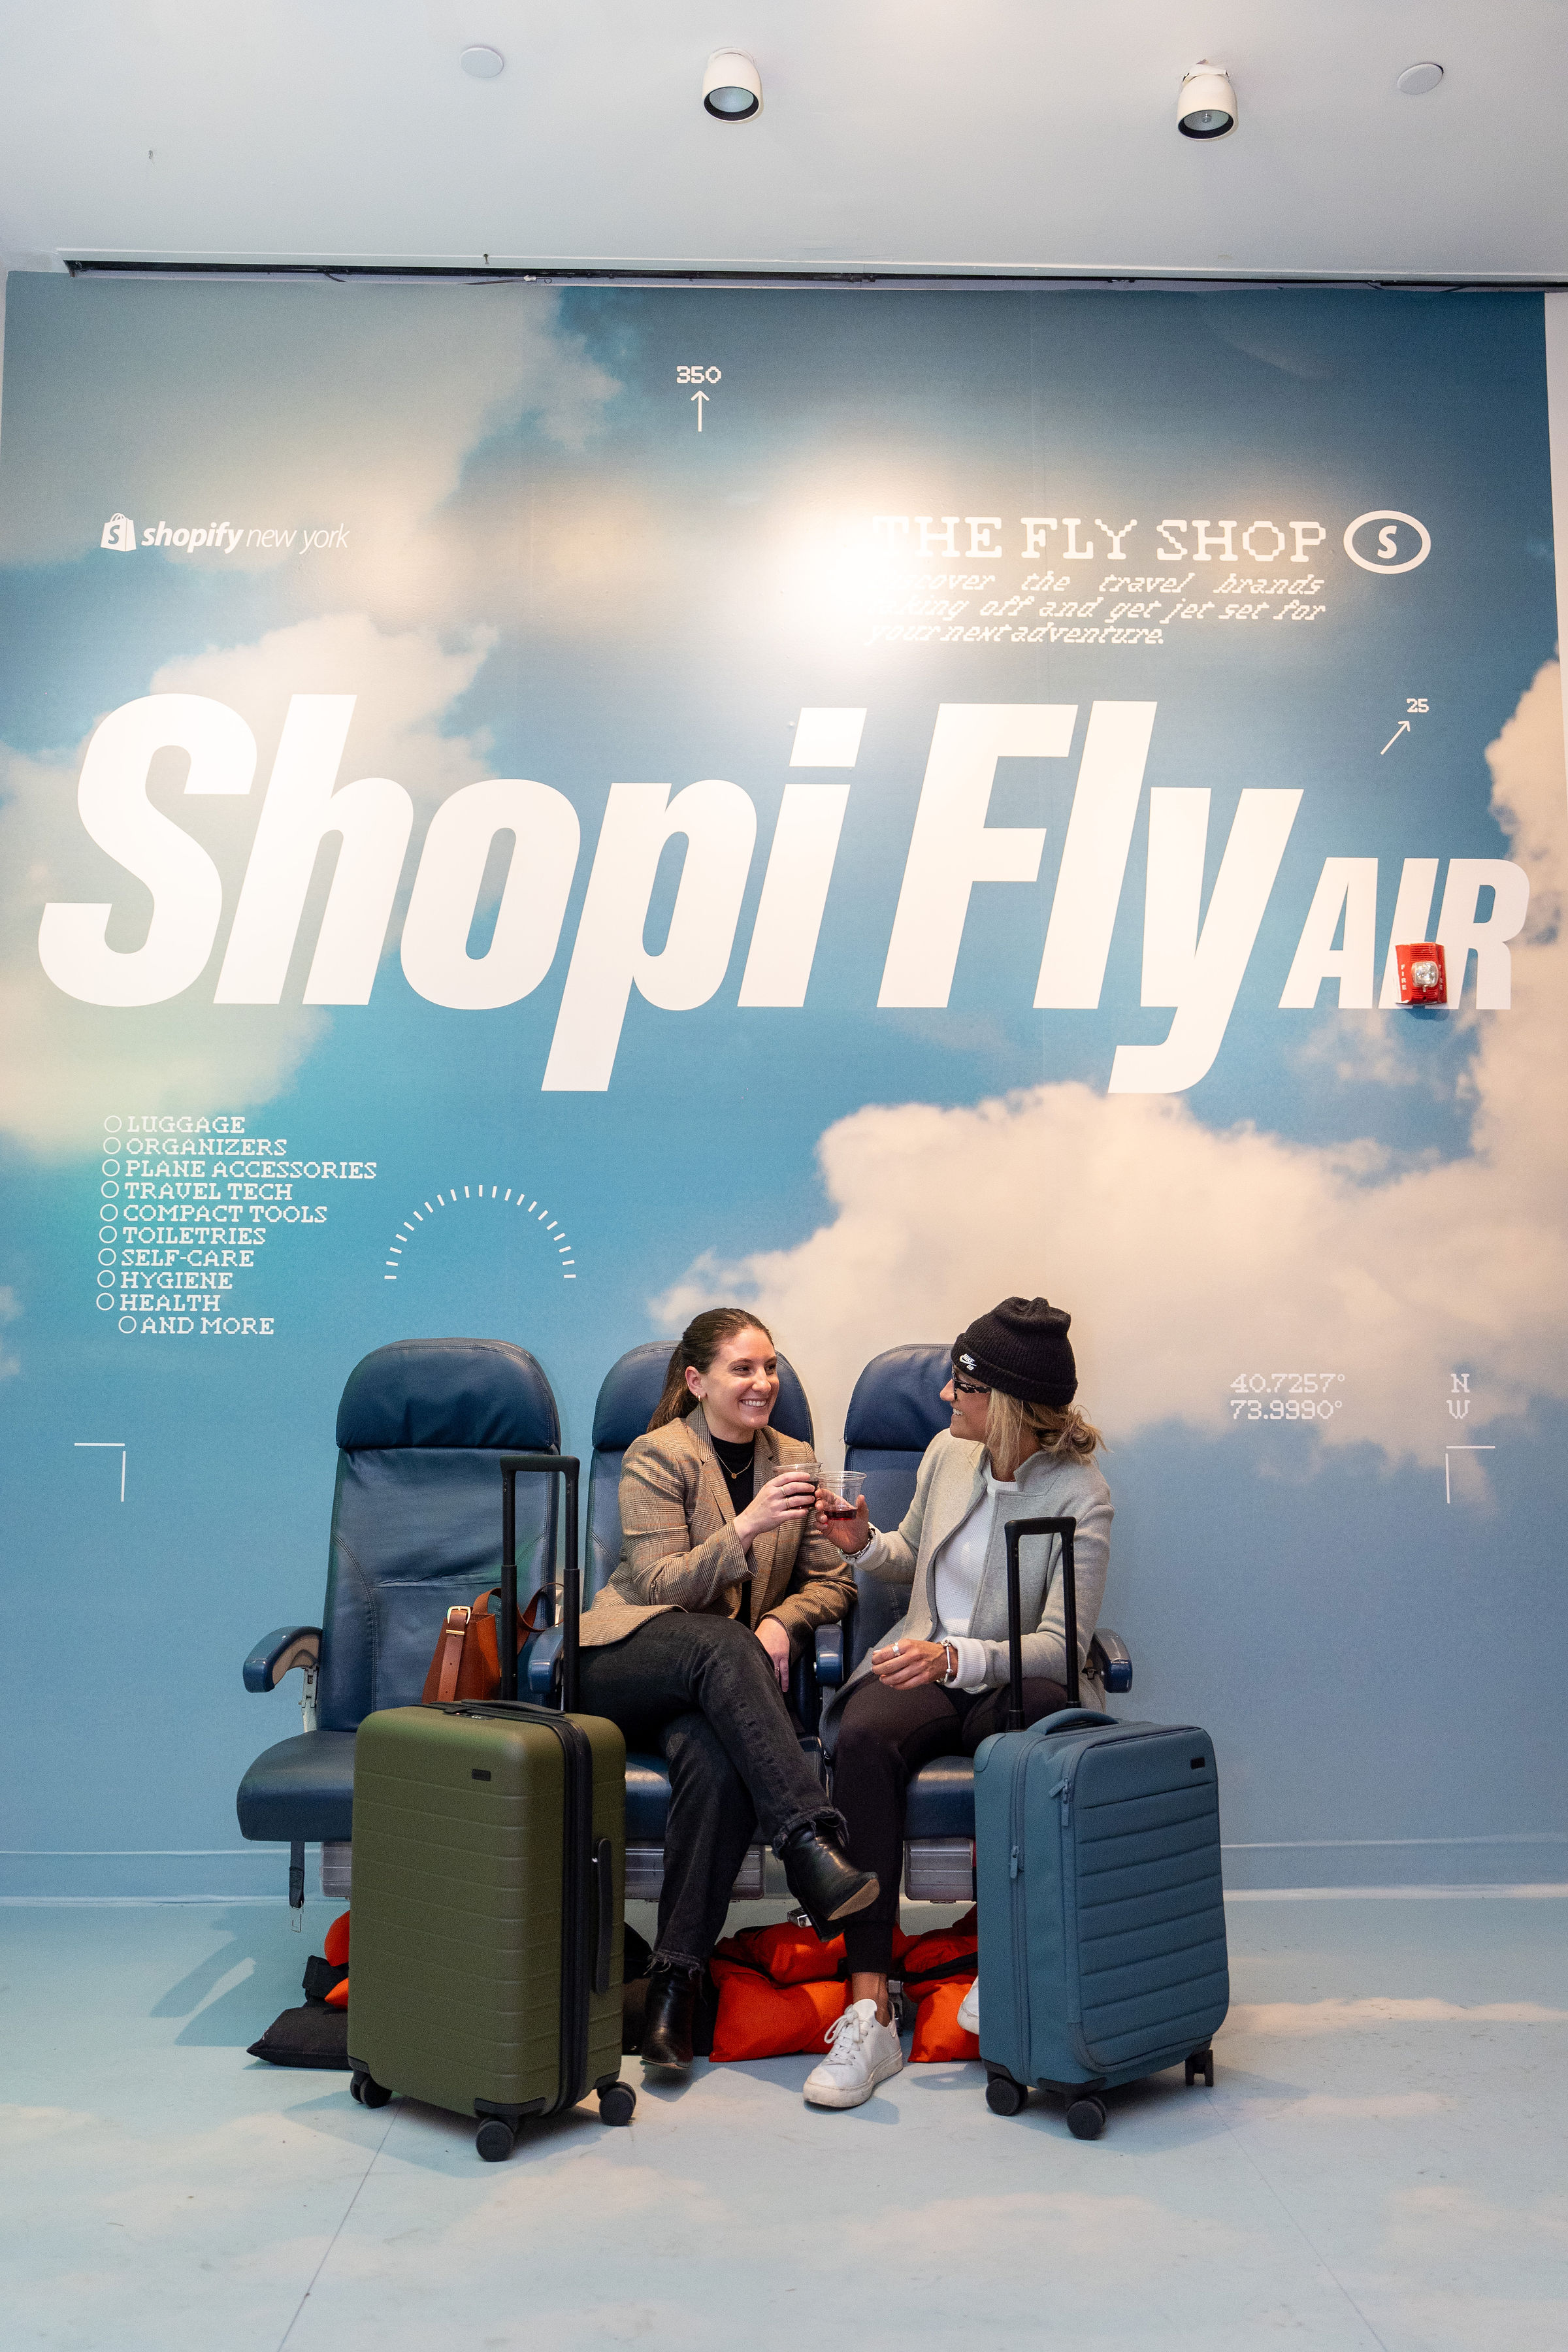 350
shopify new york
THE FLY SHOP S
the travel brands
off and get jet set for
your next adventure.
25
Shopi Fly AIR
FIRE
LUGGAGE
ORGANIZERS
PLANE ACCESSORIES
TRAVEL TECH
COMPACT TOOLS
TOILETRIES
SELF-CARE
HYGIENE
HEALTH
AND MORE
40.7257° N
73.9990° W